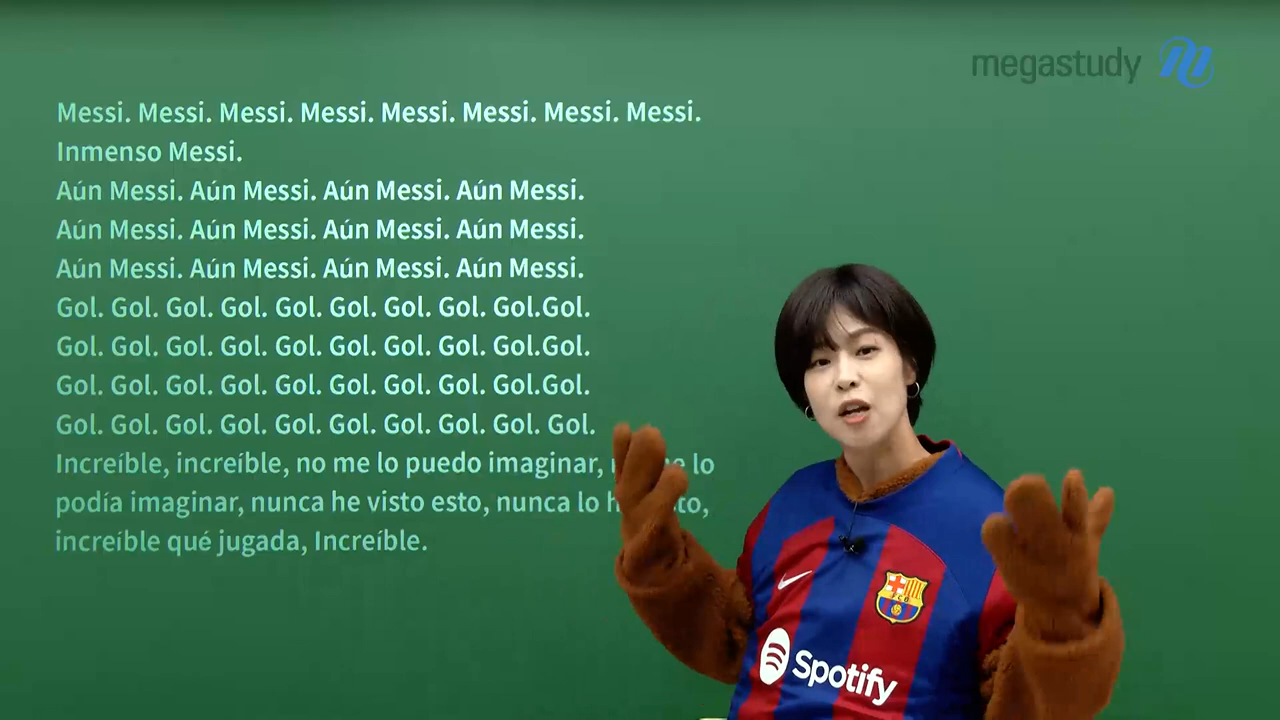 megastudy
Messi. Messi. Messi. Messi. Messi. Messi. Messi. Messi.
Inmenso Messi.
Aún Messi. Aún Messi. Aún Messi. Aún Messi.
Aún Messi. Aún Messi. Aún Messi. Aún Messi.
Aún Messi. Aún Messi. Aún Messi. Aún Messi.
Gol. Gol. Gol. Gol. Gol. Gol. Gol. Gol. Gol.Gol.
Gol. Gol. Gol. Gol. Gol. Gol. Gol. Gol. Gol.Gol.
Gol. Gol. Gol. Gol. Gol. Gol. Gol. Gol. Gol.Gol.
Gol. Gol. Gol. Gol. Gol. Gol. Gol. Gol. Gol. Gol.
Increíble, increíble, no me lo puedo imaginar, lo
podía imaginar, nunca he visto esto, nunca lo
increíble qué jugada, Increíble.
FCB
Spotify